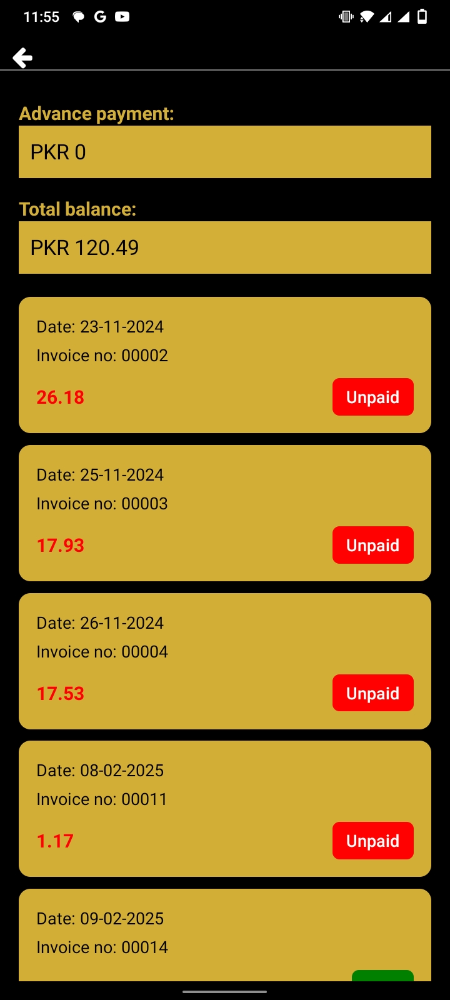 11:55
Advance payment:
PKR 0
Total balance:
PKR 120.49
Date: 23-11-2024
Invoice no: 00002
26.18 Unpaid
Date: 25-11-2024
Invoice no: 00003
17.93 Unpaid
Date: 26-11-2024
Invoice no: 00004
17.53 Unpaid
Date: 08-02-2025
Invoice no: 00011
1.17 Unpaid
Date: 09-02-2025
Invoice no: 00014